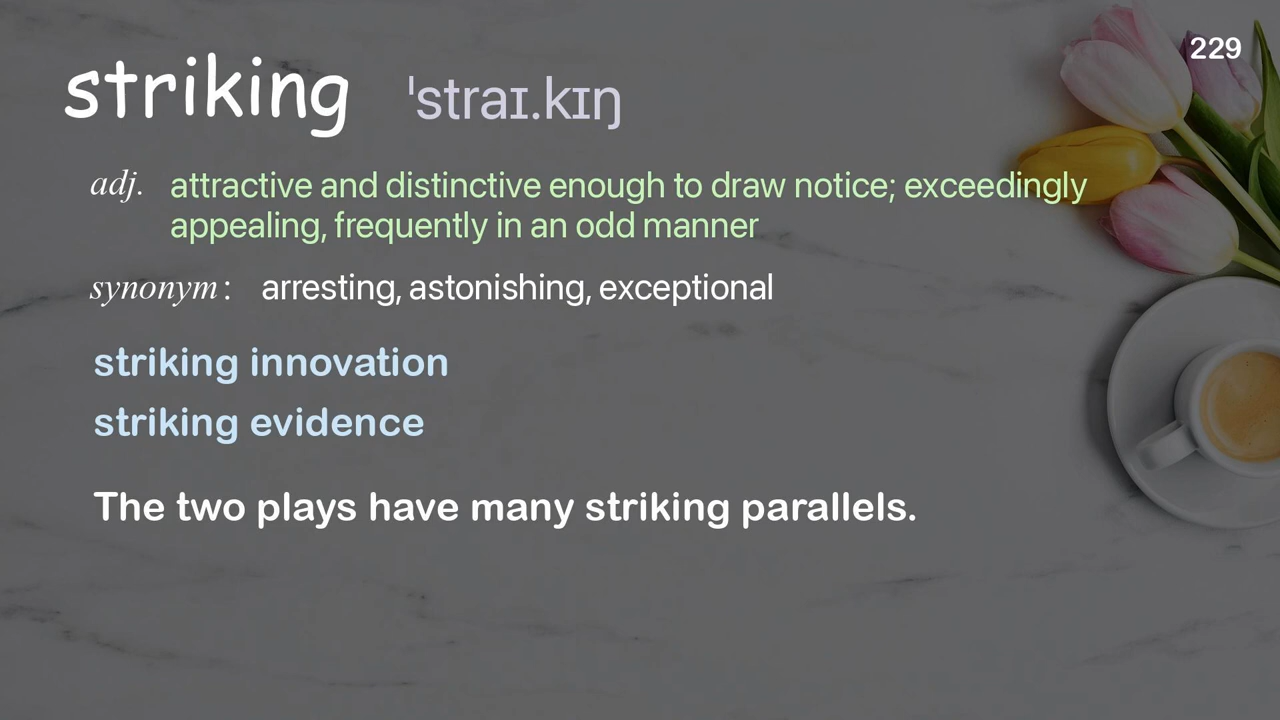 229
striking ˈstraɪ.kɪŋ
adj. attractive and distinctive enough to draw notice; exceedingly
appealing, frequently in an odd manner
synonym: arresting, astonishing, exceptional
striking innovation
striking evidence
The two plays have many striking parallels.